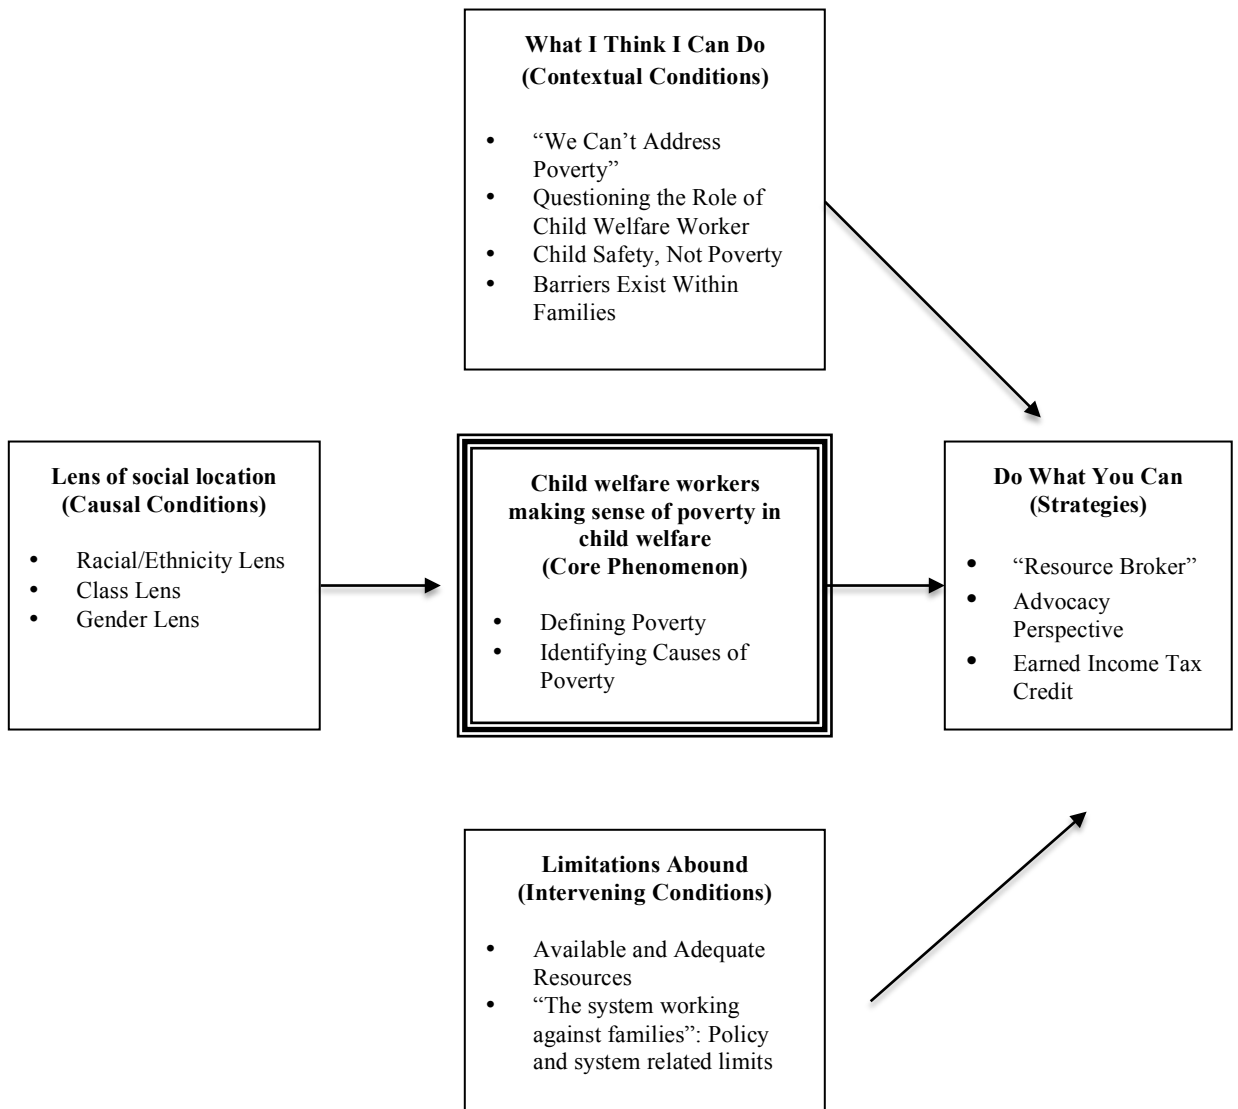 What I Think I Can Do
(Contextual Conditions)
• “We Can’t Address
Poverty”
• Questioning the Role of
Child Welfare Worker
• Child Safety, Not Poverty
• Barriers Exist Within
Families
Lens of social location
(Causal Conditions)
• Racial/Ethnicity Lens
• Class Lens
• Gender Lens
Child welfare workers
making sense of poverty in
child welfare
(Core Phenomenon)
• Defining Poverty
• Identifying Causes of
Poverty
Do What You Can
(Strategies)
• “Resource Broker”
• Advocacy
Perspective
• Earned Income Tax
Credit
Limitations Abound
(Intervening Conditions)
• Available and Adequate
Resources
• “The system working
against families”: Policy
and system related limits